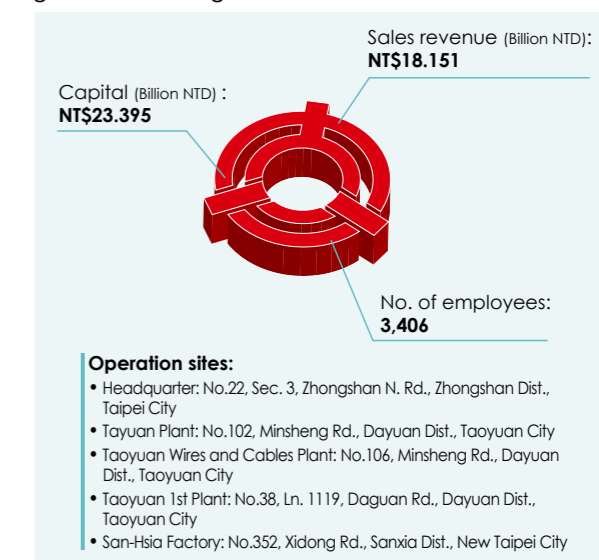 Sales revenue (Billion NTD):
NT$18.151
Capital (Billion NTD) :
NT$23.395
No. of employees:
3,406
Operation sites:
• Headquarter: No.22, Sec. 3, Zhongshan N. Rd., Zhongshan Dist.,
Taipei City
• Tayuan Plant: No.102, Minsheng Rd., Dayuan Dist., Taoyuan City
• Taoyuan Wires and Cables Plant: No.106, Minsheng Rd., Dayuan
Dist., Taoyuan City
• Taoyuan 1st Plant: No.38, Ln. 1119, Daguan Rd., Dayuan Dist.,
Taoyuan City
• San-Hsia Factory: No.352, Xidong Rd., Sanxia Dist., New Taipei City